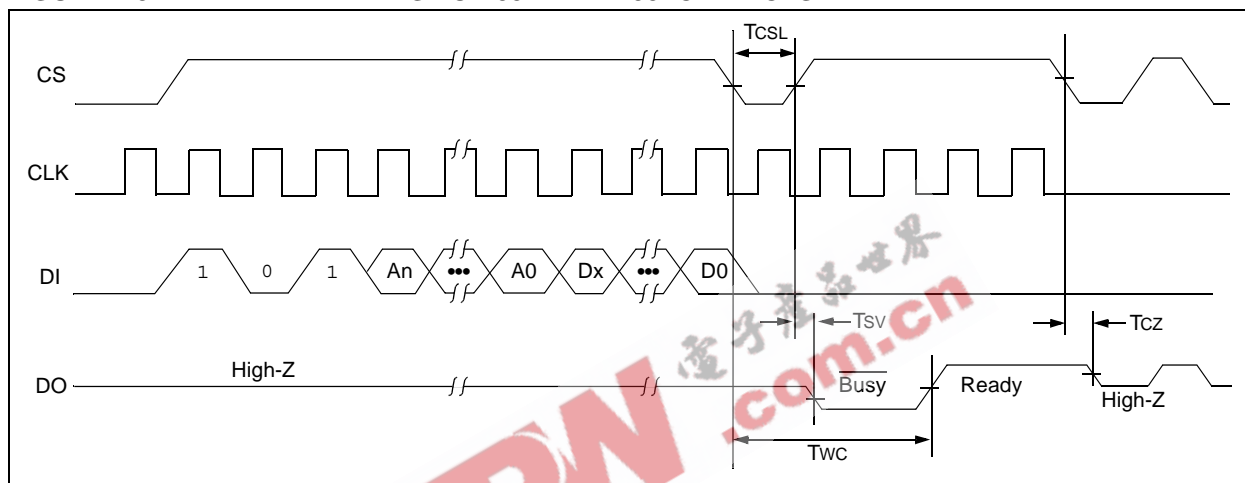 TCSL
CS
CLK
DI 1 0 1 An ••• A0 Dx ••• D0
TSV
TCZ
電子產品世界
.com.cn
DO High-Z Busy Ready High-Z
TWC